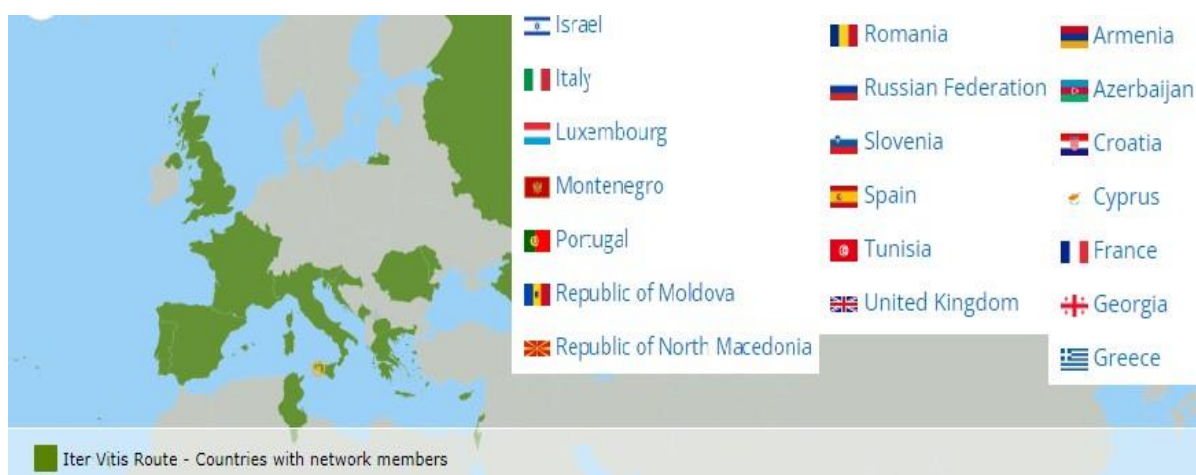 Israel
Italy
Luxembourg
Montenegro
Portugal
Republic of Moldova
Republic of North Macedonia
Romania
Russian Federation
Slovenia
Spain
Tunisia
United Kingdom
Armenia
Azerbaijan
Croatia
Cyprus
France
Georgia
Greece
Iter Vitis Route - Countries with network members